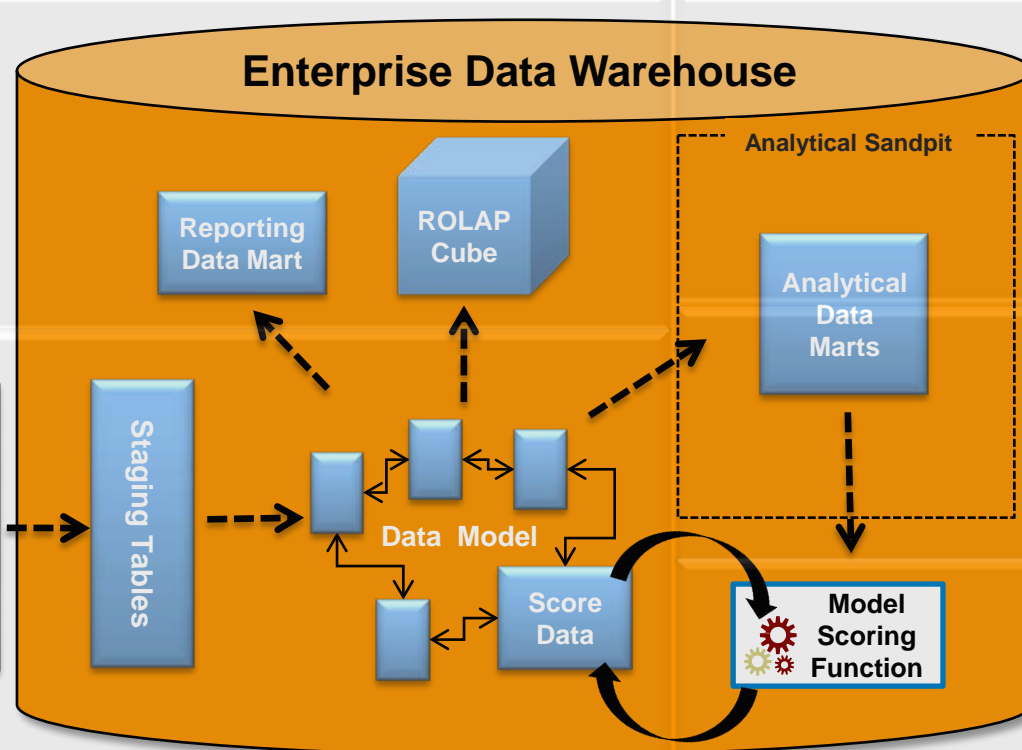 Enterprise Data Warehouse
Analytical Sandpit
Reporting
Data Mart
ROLAP
Cube
Analytical
Data
Marts
Staging Tables
Data Model
Score
Data
Model
Scoring
Function